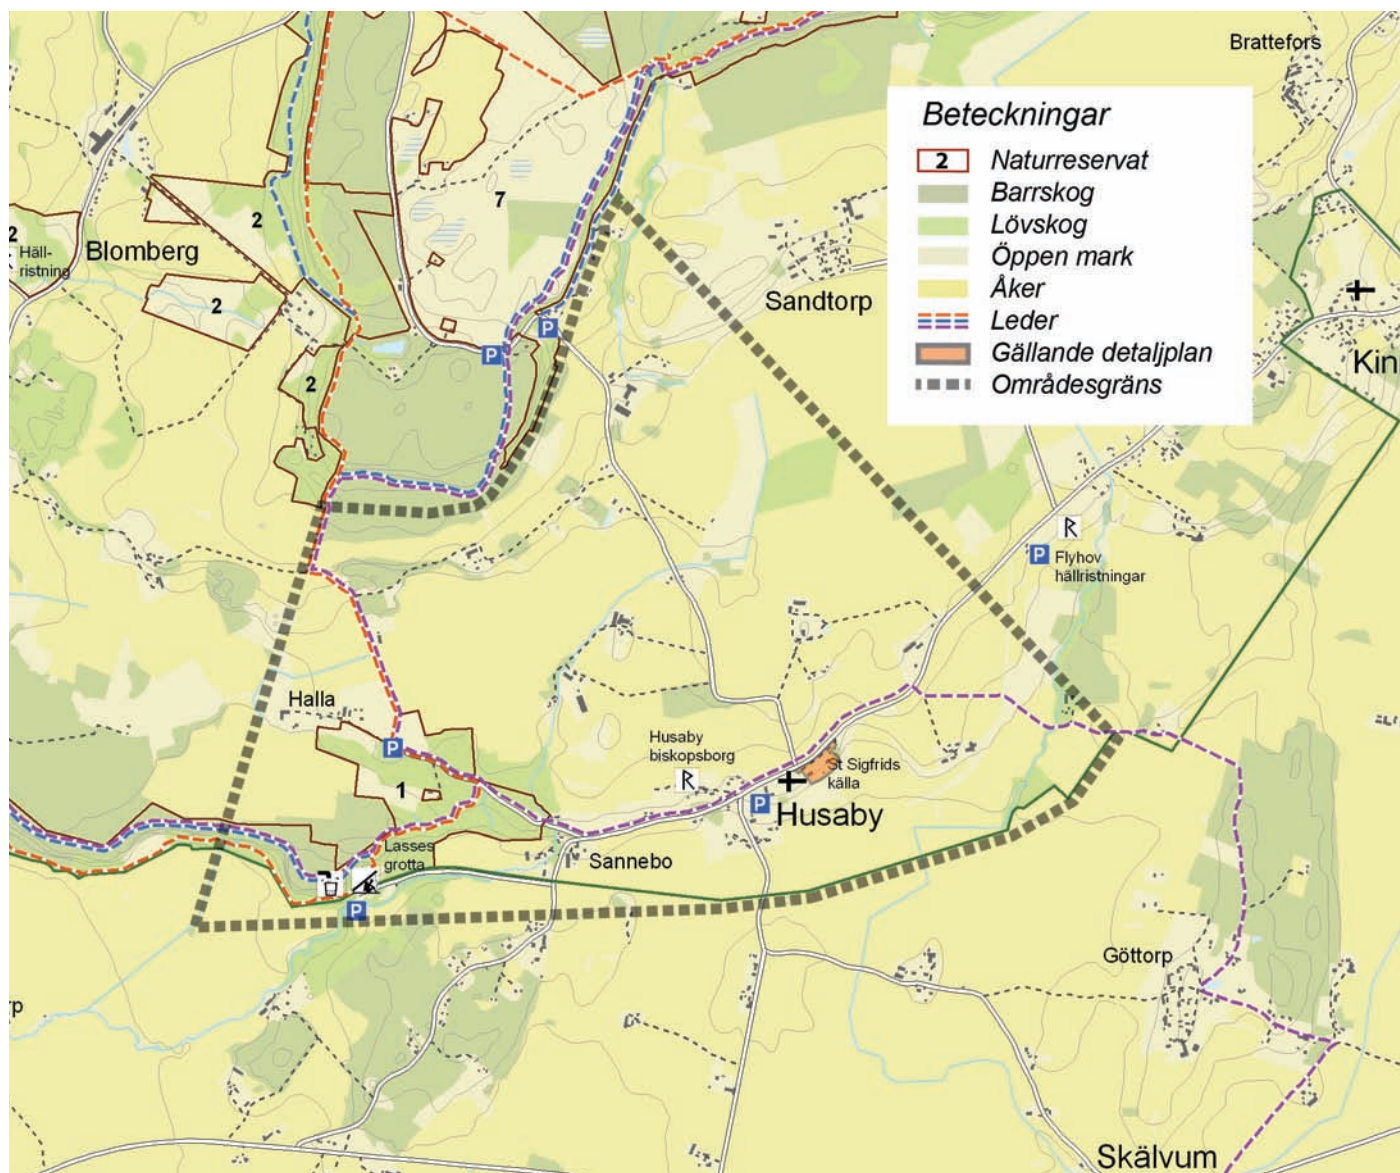 Brattefors
Beteckningar
2 Naturreservat
Barrskog
Lövskog
Öppen mark
Åker
Leder
Gällande detaljplan
Områdesgräns
7
2
2
Häll-
ristning
Blomberg
2
2
Sandtorp
P
P
Kin
R
P
Flyhov
hällristningar
Halla
P
Husaby
biskopsborg
R
St Sigfrids
källa
1
P
Husaby
Lasses
grotta
Sannebo
P
Göttorp
rp
Skälvum